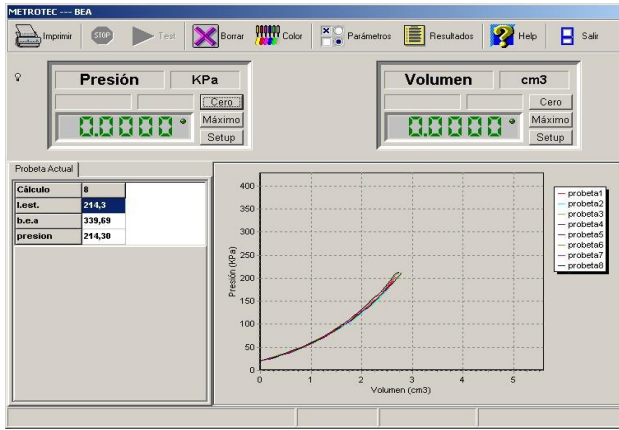 METROTEC --- BEA
Imprimir STOP Test Borrar Color Parámetros Resultados Help Salir
Presión KPa
Cero
Máximo
Setup
0.0000
Volumen cm3
Cero
Máximo
Setup
0.0000
Probeta Actual
Cálculo 8
l.est. 214,3
b.e.a 339,69
presion 214,30
400
350
300
250
200
150
100
50
0
Presión (KPa)
0 1 2 3 4 5
Volumen (cm3)
probeta1
probeta2
probeta3
probeta4
probeta5
probeta6
probeta7
probeta8